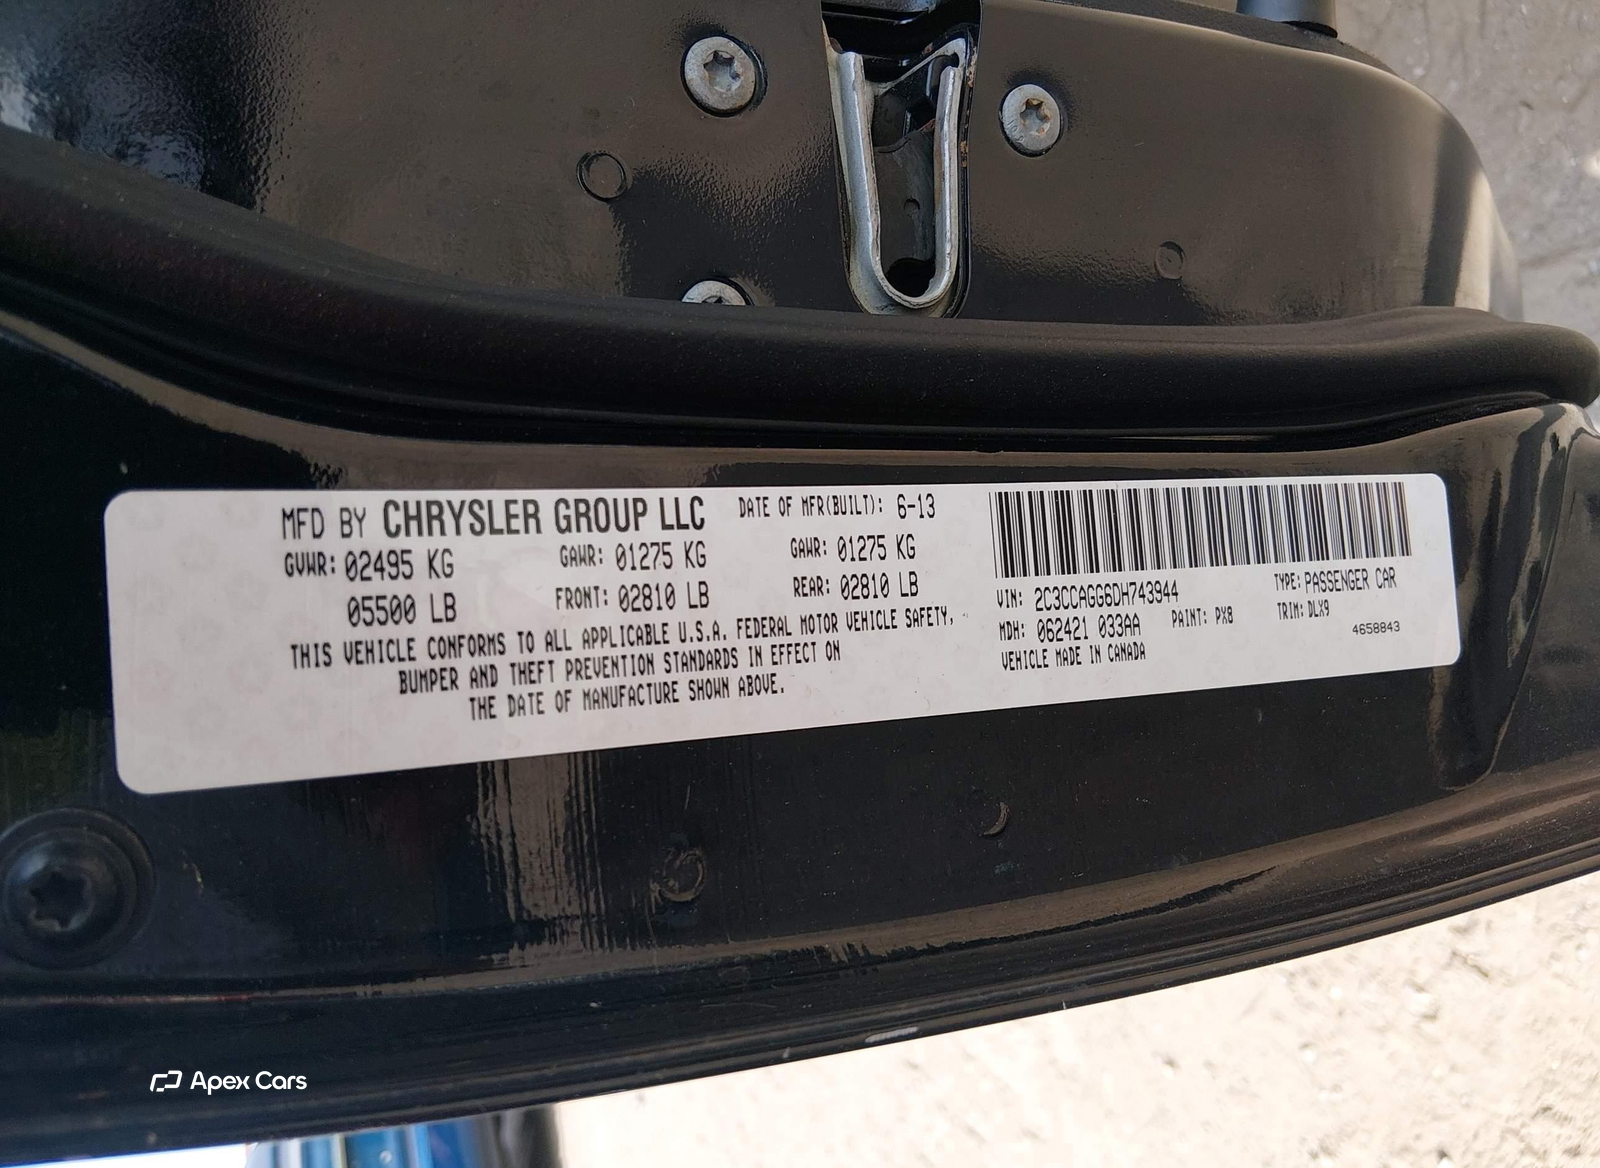 MFD BY CHRYSLER GROUP LLC DATE OF MFR(BUILT): 6-13
GVWR: 02495 KG GAWR: 01275 KG GAWR: 01275 KG
05500 LB FRONT: 02810 LB REAR: 02810 LB
THIS VEHICLE CONFORMS TO ALL APPLICABLE U.S.A. FEDERAL MOTOR VEHICLE SAFETY,
BUMPER AND THEFT PREVENTION STANDARDS IN EFFECT ON
THE DATE OF MANUFACTURE SHOWN ABOVE.
VIN: 2C3CCAGG6DH743944 TYPE: PASSENGER CAR
MDH: 062421 033AA PAINT: PX8 TRIM: DLX9
VEHICLE MADE IN CANADA 4658843
Apex Cars